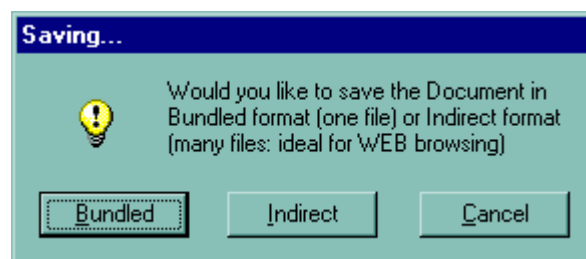 Saving...
Would you like to save the Document in
Bundled format (one file) or Indirect format
(many files: ideal for WEB browsing)
Bundled Indirect Cancel